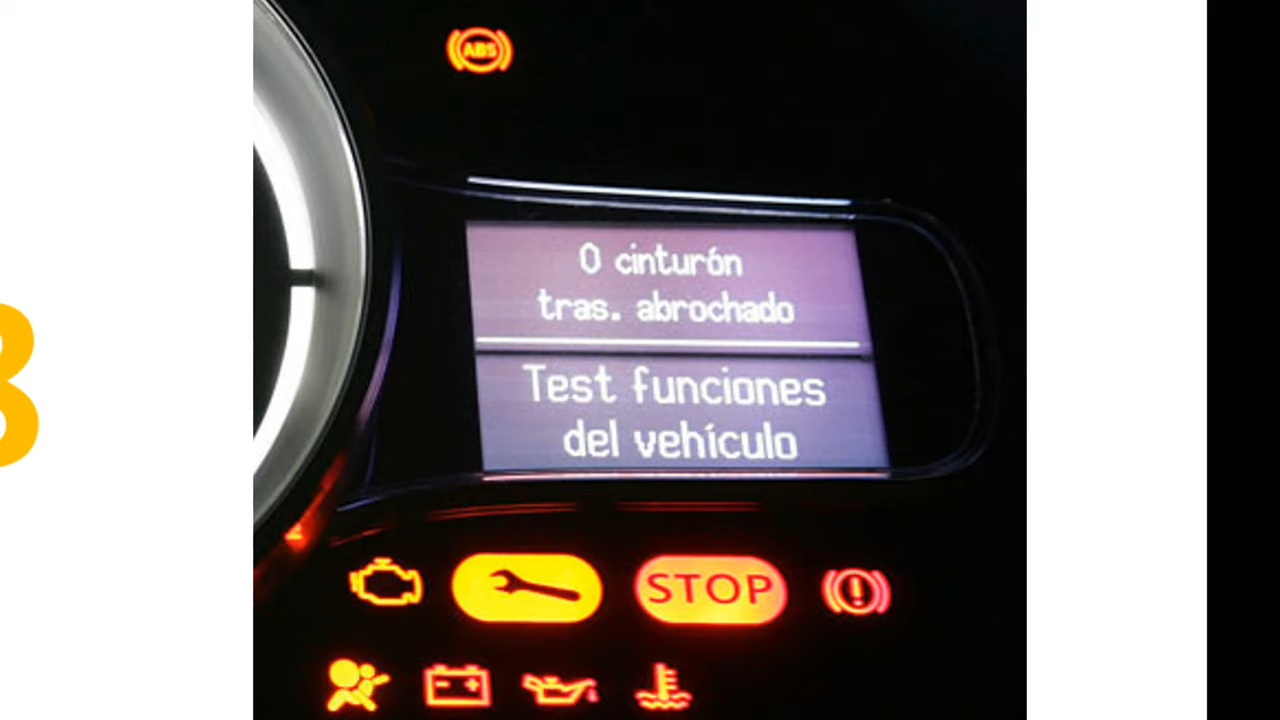 ABS
0 cinturón
tras. abrochado
Test funciones
del vehículo
STOP